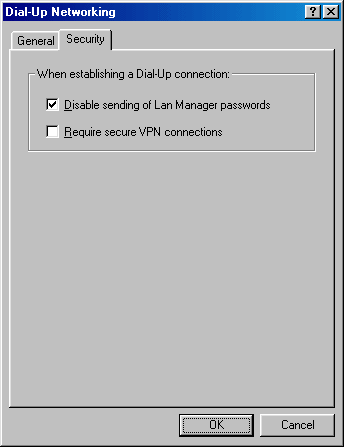 Dial-Up Networking
General
Security
When establishing a Dial-Up connection:
Disable sending of Lan Manager passwords
Require secure VPN connections
OK
Cancel